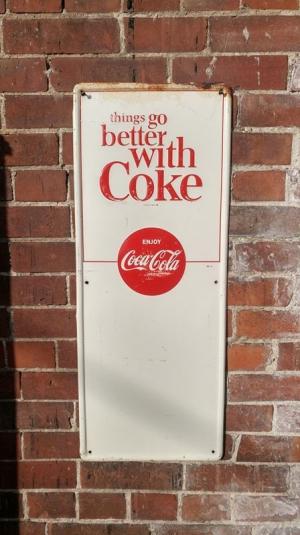 things go
better
with
Coke
ENJOY
Coca-Cola